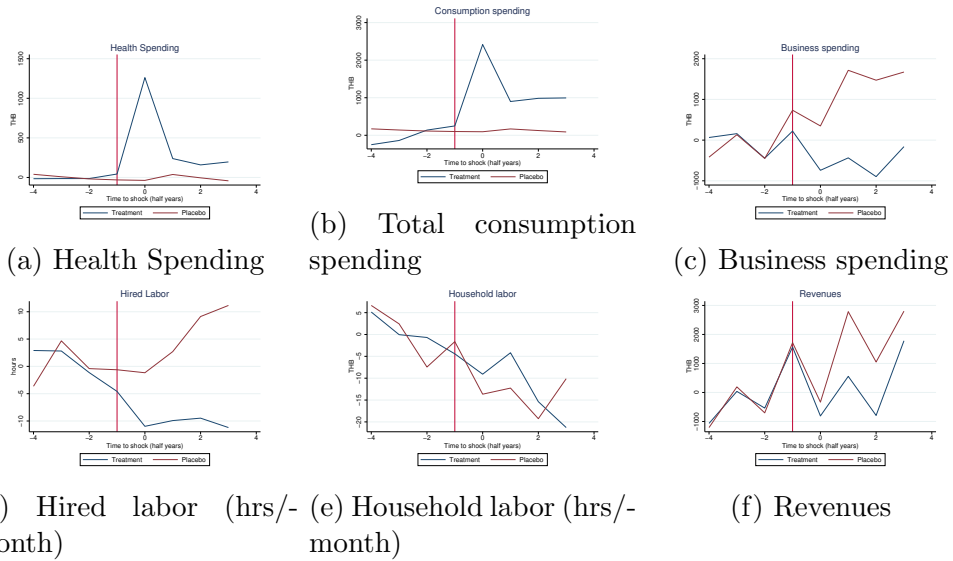 Health Spending
THB
1500
1000
500
0
−4 −2 0 2 4
Time to shock (half years)
Treatment Placebo
(a) Health Spending
Consumption spending
THB
3000
2000
1000
0
−4 −2 0 2 4
Time to shock (half years)
Treatment Placebo
(b) Total consumption
spending
Business spending
THB
2000
1000
0
−1000
−4 −2 0 2 4
Time to shock (half years)
Treatment Placebo
(c) Business spending
Hired Labor
hours
10
5
0
−5
−10
−4 −2 0 2 4
Time to shock (half years)
Treatment Placebo
) Hired labor (hrs/-
onth)
Household labor
THB
5
0
−5
−10
−15
−20
−4 −2 0 2 4
Time to shock (half years)
Treatment Placebo
(e) Household labor (hrs/-
month)
Revenues
THB
3000
2000
1000
0
−1000
−4 −2 0 2 4
Time to shock (half years)
Treatment Placebo
(f) Revenues